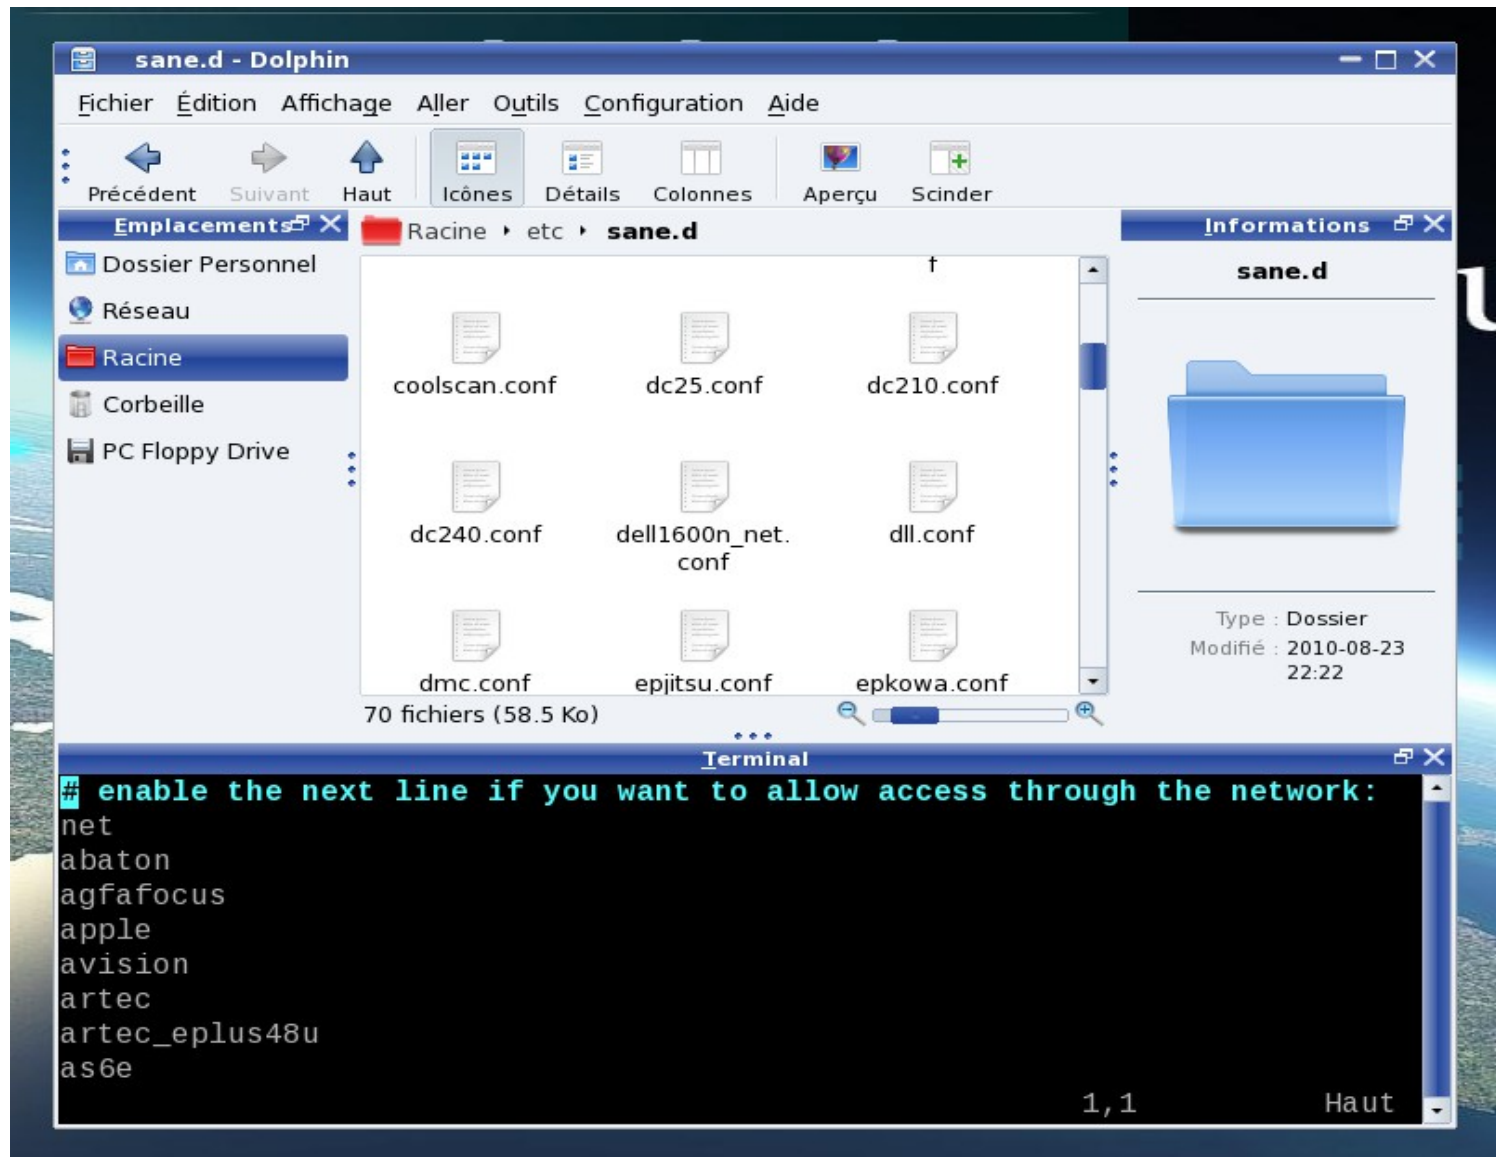 sane.d - Dolphin
Fichier Édition Affichage Aller Outils Configuration Aide
Précédent Suivant Haut Icônes Détails Colonnes Aperçu Scinder
Emplacements
Dossier Personnel
Réseau
Racine
Corbeille
PC Floppy Drive
Racine etc sane.d
coolscan.conf dc25.conf dc210.conf
dc240.conf dell1600n_net. dll.conf
conf
dmc.conf epjitsu.conf epkowa.conf
70 fichiers (58.5 Ko)
Informations
sane.d
Type : Dossier
Modifié : 2010-08-23
22:22
Terminal
# enable the next line if you want to allow access through the network:
net
abaton
agfafocus
apple
avision
artec
artec_eplus48u
as6e
1,1 Haut